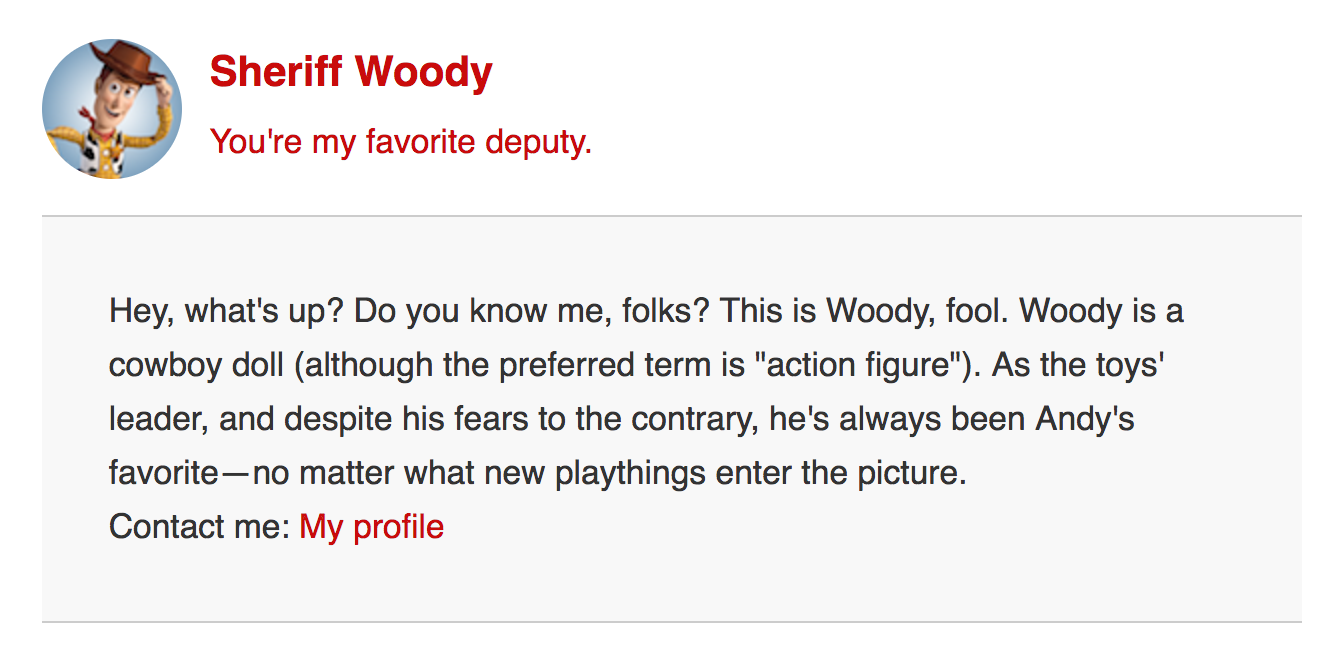 Sheriff Woody
You're my favorite deputy.
Hey, what's up? Do you know me, folks? This is Woody, fool. Woody is a
cowboy doll (although the preferred term is "action figure"). As the toys'
leader, and despite his fears to the contrary, he's always been Andy's
favorite—no matter what new playthings enter the picture.
Contact me: My profile